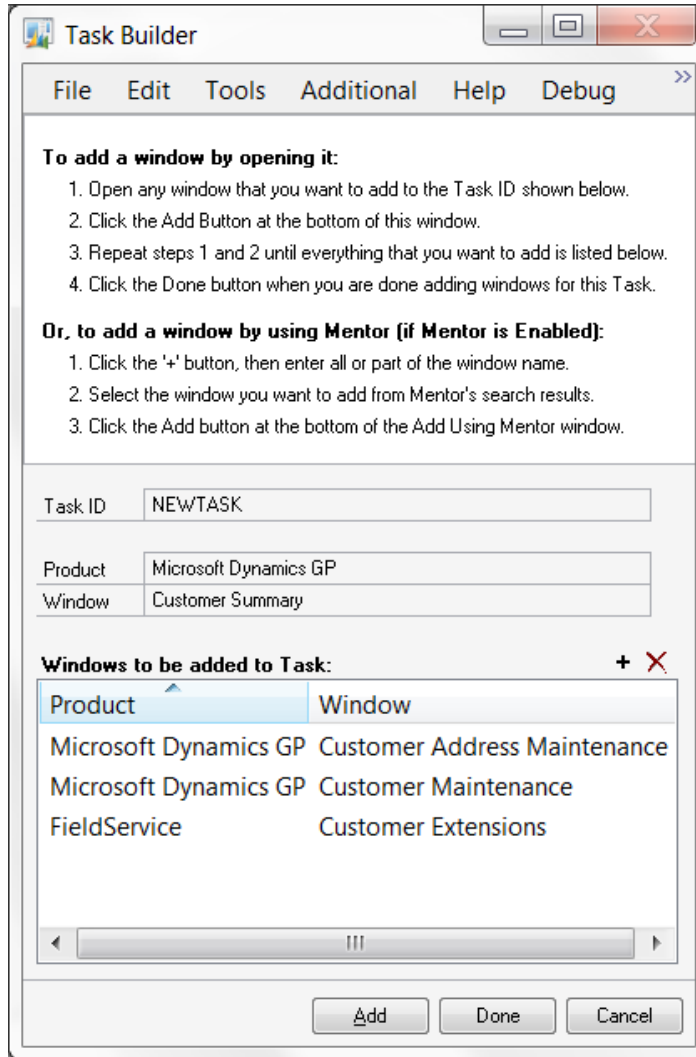 Task Builder
File Edit Tools Additional Help Debug »
To add a window by opening it:
1. Open any window that you want to add to the Task ID shown below.
2. Click the Add Button at the bottom of this window.
3. Repeat steps 1 and 2 until everything that you want to add is listed below.
4. Click the Done button when you are done adding windows for this Task.
Or, to add a window by using Mentor (if Mentor is Enabled):
1. Click the '+' button, then enter all or part of the window name.
2. Select the window you want to add from Mentor's search results.
3. Click the Add button at the bottom of the Add Using Mentor window.
Task ID NEWTASK
Product Microsoft Dynamics GP
Window Customer Summary
Windows to be added to Task: +
Product Window
Microsoft Dynamics GP Customer Address Maintenance
Microsoft Dynamics GP Customer Maintenance
FieldService Customer Extensions
Add Done Cancel